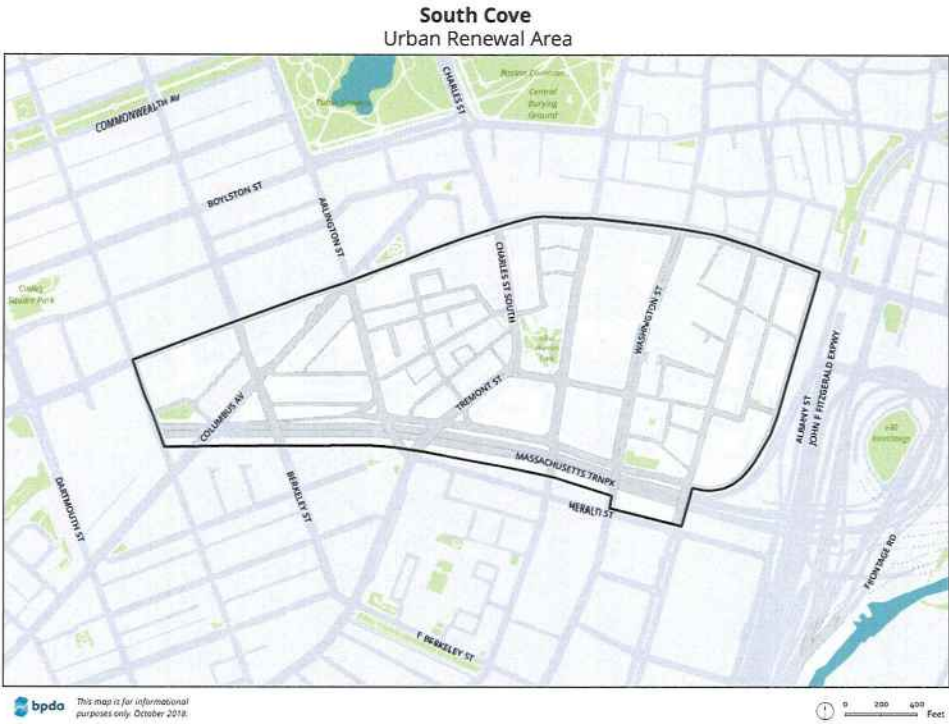 South Cove
Urban Renewal Area
CHARLES ST
Boston Common
Central
Burying
Ground
COMMONWEALTH AV
BOYLSTON ST
ARLINGTON ST
CHARLES ST SOUTH
WASHINGTON ST
Square Park
Park
TREMONT ST
COLUMBUS AV
ALBANY ST
JOHN F FITZGERALD EXPWY
MASSACHUSETTS TRNPK
HERALD ST
BERKELEY ST
DARTMOUTH ST
FRONTAGE RD
E BERKELEY ST
bpda
This map is for informational
purposes only. October 2018.
0 200 400
Feet